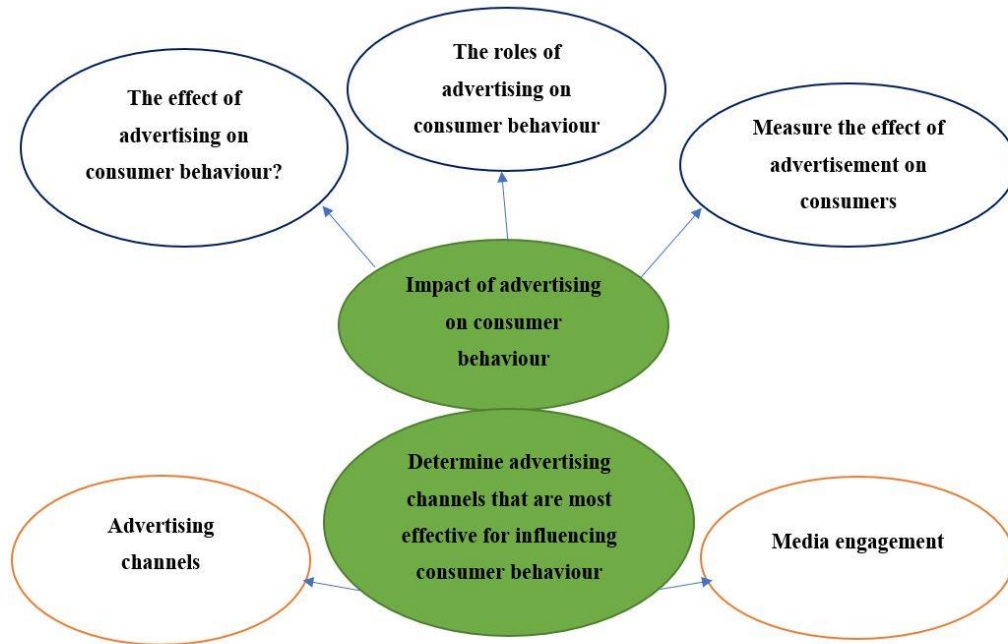 The effect of
advertising on
consumer behaviour?
The roles of
advertising on
consumer behaviour
Measure the effect of
advertisement on
consumers
Impact of advertising
on consumer
behaviour
Determine advertising
channels that are most
effective for influencing
consumer behaviour
Advertising
channels
Media engagement